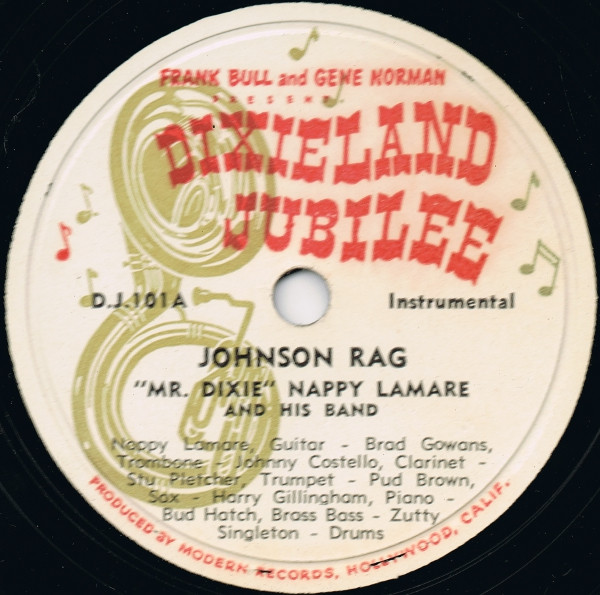 FRANK BULL and GENE NORMAN
PRESENT
DIXIELAND
JUBILEE
D.J.101A
Instrumental
JOHNSON RAG
"MR. DIXIE" NAPPY LAMARE
AND HIS BAND
Nappy Lamare, Guitar - Brad Gowans,
Trombone - Johnny Costello, Clarinet -
Stu Pletcher, Trumpet - Pud Brown,
Sax - Harry Gillingham, Piano -
Bud Hatch, Brass Bass - Zutty
Singleton - Drums
PRODUCED BY MODERN RECORDS, HOLLYWOOD, CALIF.